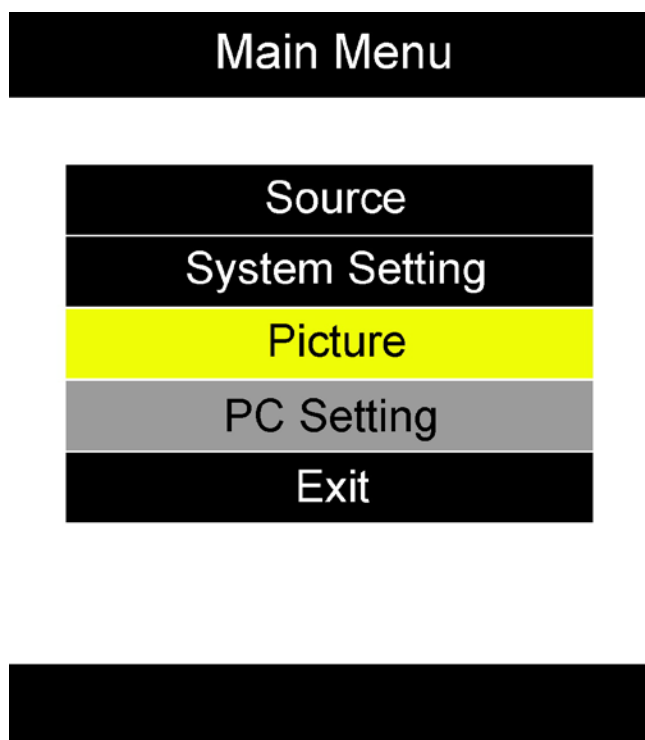 Main Menu
Source
System Setting
Picture
PC Setting
Exit